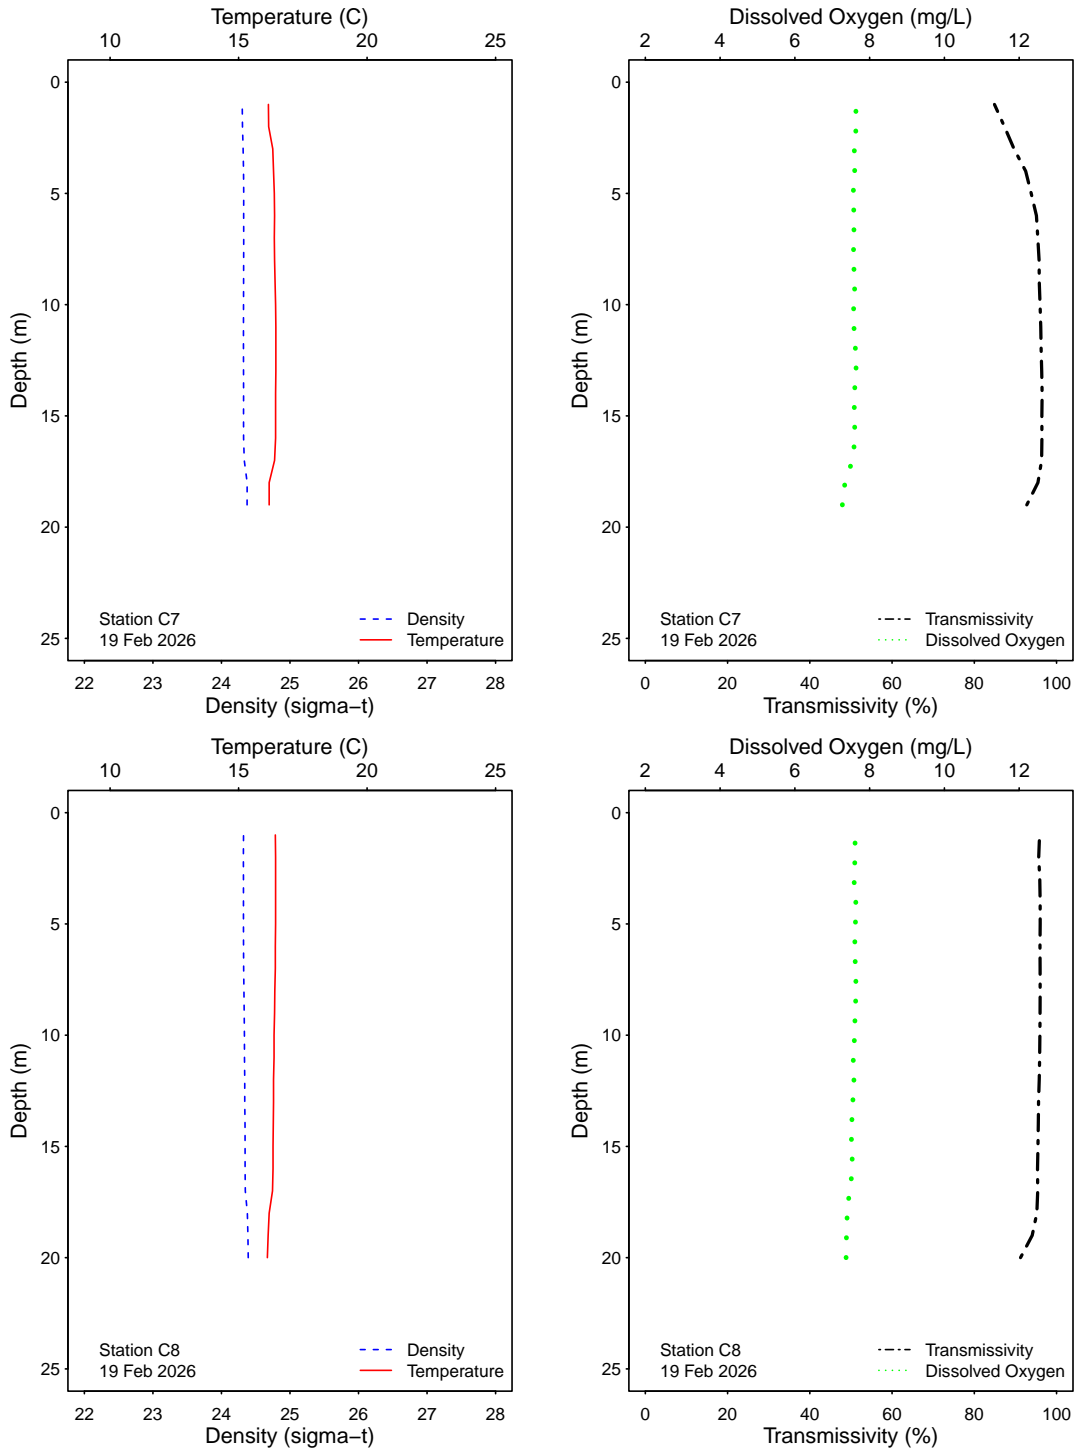 Temperature (C)
10 15 20 25
0
5
10
15
20
25
Depth (m)
Station C7
19 Feb 2026
Density
Temperature
22 23 24 25 26 27 28
Density (sigma−t)
Dissolved Oxygen (mg/L)
2 4 6 8 10 12
0
5
10
15
20
25
Depth (m)
Station C7
19 Feb 2026
Transmissivity
Dissolved Oxygen
0 20 40 60 80 100
Transmissivity (%)
Temperature (C)
10 15 20 25
0
5
10
15
20
25
Depth (m)
Station C8
19 Feb 2026
Density
Temperature
22 23 24 25 26 27 28
Density (sigma−t)
Dissolved Oxygen (mg/L)
2 4 6 8 10 12
0
5
10
15
20
25
Depth (m)
Station C8
19 Feb 2026
Transmissivity
Dissolved Oxygen
0 20 40 60 80 100
Transmissivity (%)